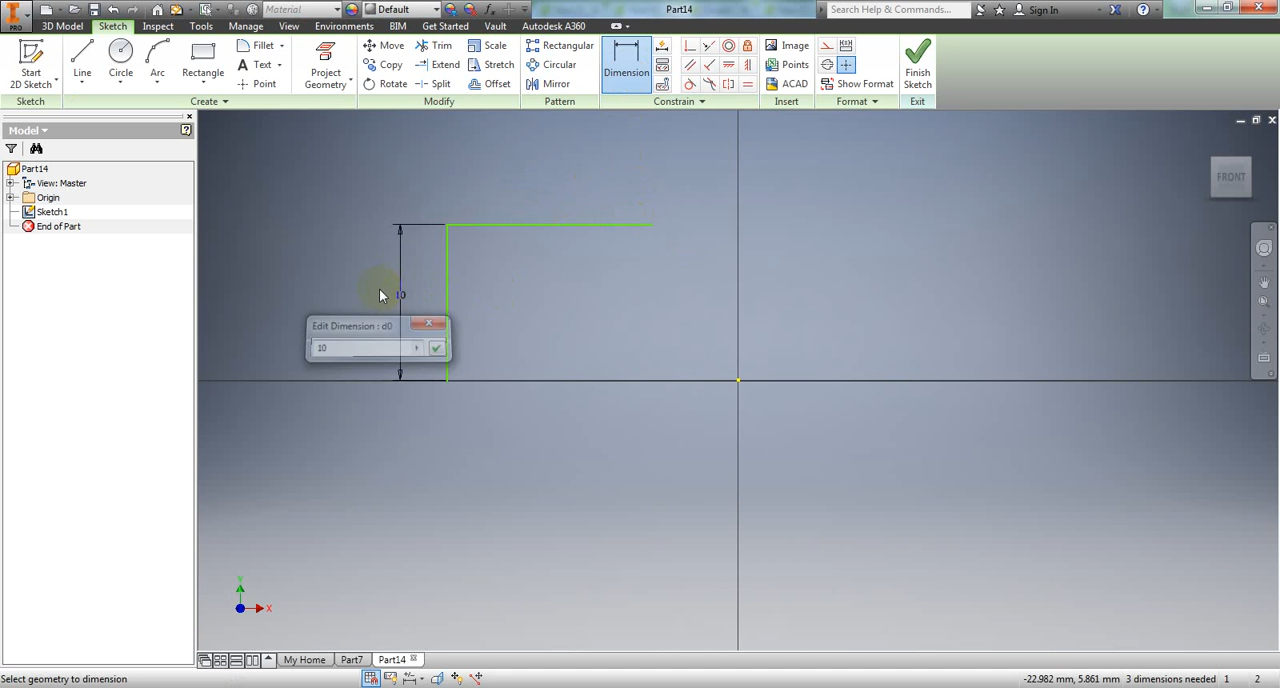 PRO
Material
Default
Part14
Search Help & Commands...
Sign In
3D Model
Sketch
Inspect
Tools
Manage
View
Environments
BIM
Get Started
Vault
Autodesk A360
Start
2D Sketch
Line
Circle
Arc
Rectangle
Fillet
Text
Point
Project
Geometry
Move
Copy
Rotate
Trim
Extend
Split
Scale
Stretch
Offset
Rectangular
Circular
Mirror
Dimension
Image
Points
ACAD
Show Format
Finish
Sketch
Sketch
Create
Modify
Pattern
Constrain
Insert
Format
Exit
Model
Part14
View: Master
Origin
Sketch1
End of Part
FRONT
10
Edit Dimension : d0
10
Y
X
My Home
Part7
Part14
Select geometry to dimension
-22.982 mm, 5.861 mm
3 dimensions needed
1
2